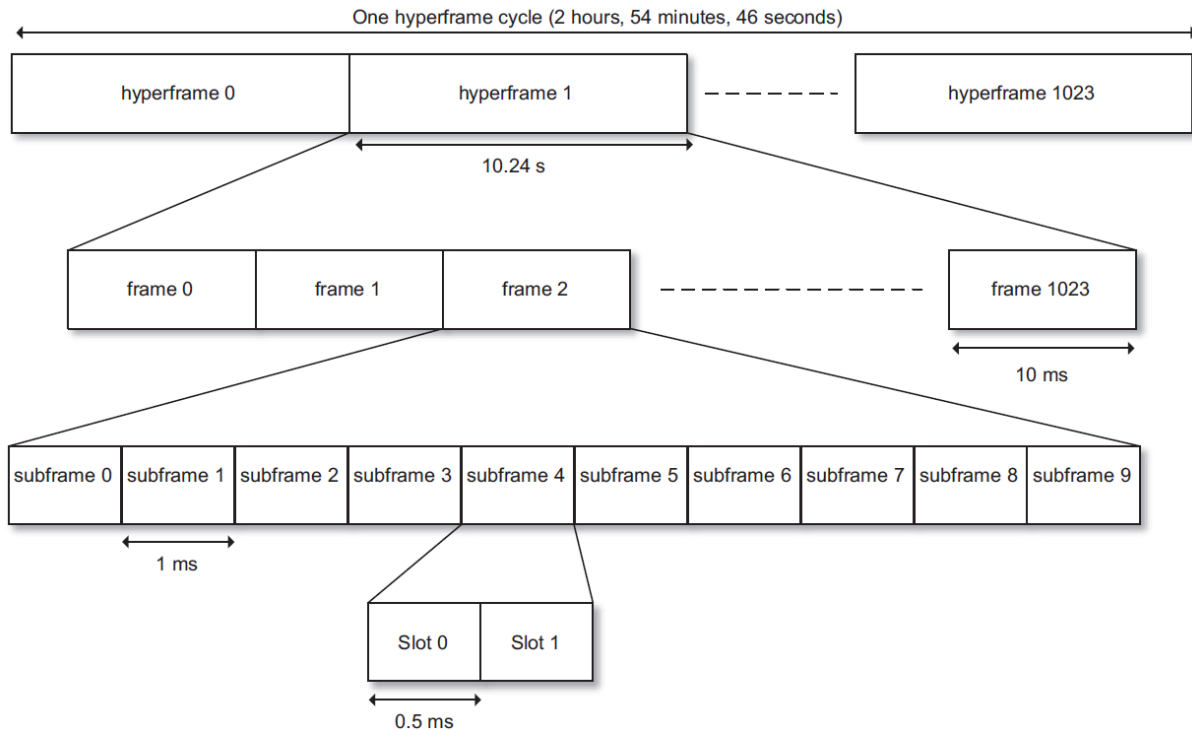 One hyperframe cycle (2 hours, 54 minutes, 46 seconds)
hyperframe 0 hyperframe 1 hyperframe 1023
10.24 s
frame 0 frame 1 frame 2 frame 1023
10 ms
subframe 0 subframe 1 subframe 2 subframe 3 subframe 4 subframe 5 subframe 6 subframe 7 subframe 8 subframe 9
1 ms
Slot 0 Slot 1
0.5 ms